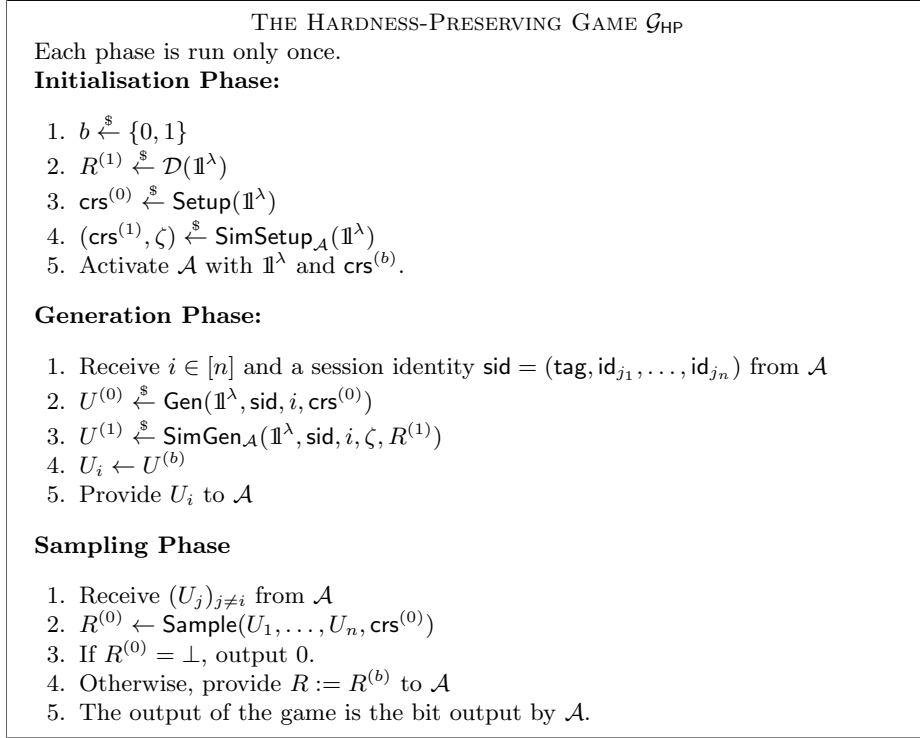 THE HARDNESS-PRESERVING GAME 𝒢_HP
Each phase is run only once.
Initialisation Phase:
1. b ←$ {0, 1}
2. R^(1) ←$ 𝒟(𝟙^λ)
3. crs^(0) ←$ Setup(𝟙^λ)
4. (crs^(1), ζ) ←$ SimSetup_𝒜(𝟙^λ)
5. Activate 𝒜 with 𝟙^λ and crs^(b).
Generation Phase:
1. Receive i ∈ [n] and a session identity sid = (tag, id_{j_1}, . . . , id_{j_n}) from 𝒜
2. U^(0) ←$ Gen(𝟙^λ, sid, i, crs^(0))
3. U^(1) ←$ SimGen_𝒜(𝟙^λ, sid, i, ζ, R^(1))
4. U_i ← U^(b)
5. Provide U_i to 𝒜
Sampling Phase
1. Receive (U_j)_{j≠i} from 𝒜
2. R^(0) ← Sample(U_1, . . . , U_n, crs^(0))
3. If R^(0) = ⊥, output 0.
4. Otherwise, provide R := R^(b) to 𝒜
5. The output of the game is the bit output by 𝒜.